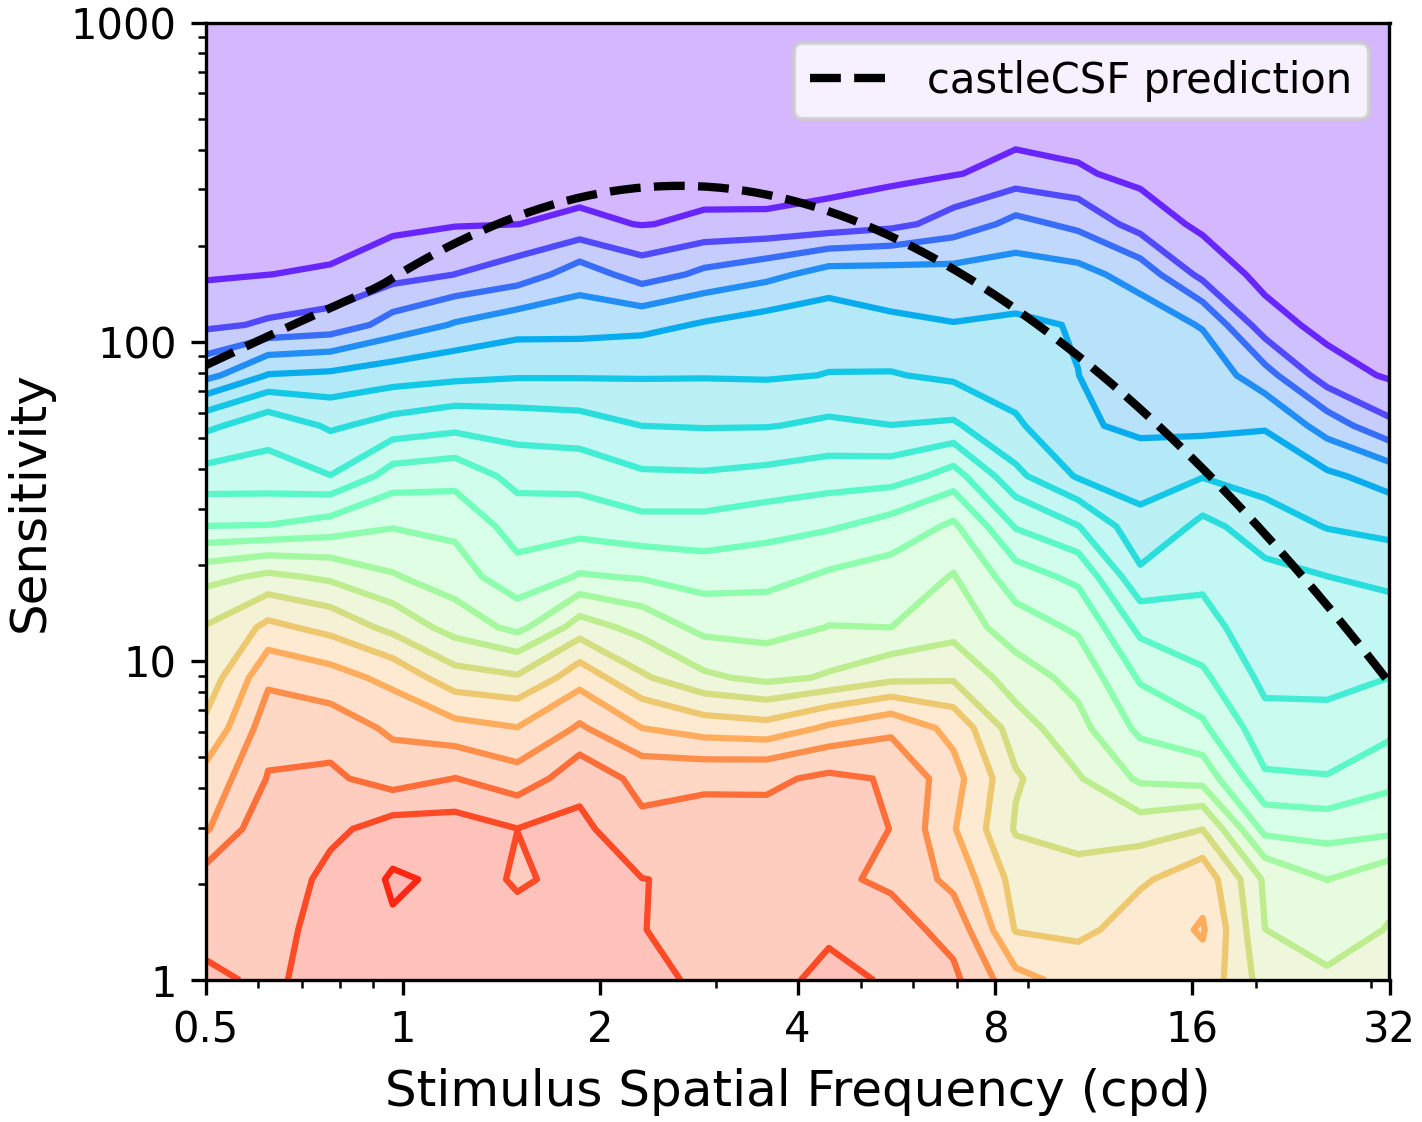 1000
castleCSF prediction
100
Sensitivity
10
1
0.5 1 2 4 8 16 32
Stimulus Spatial Frequency (cpd)